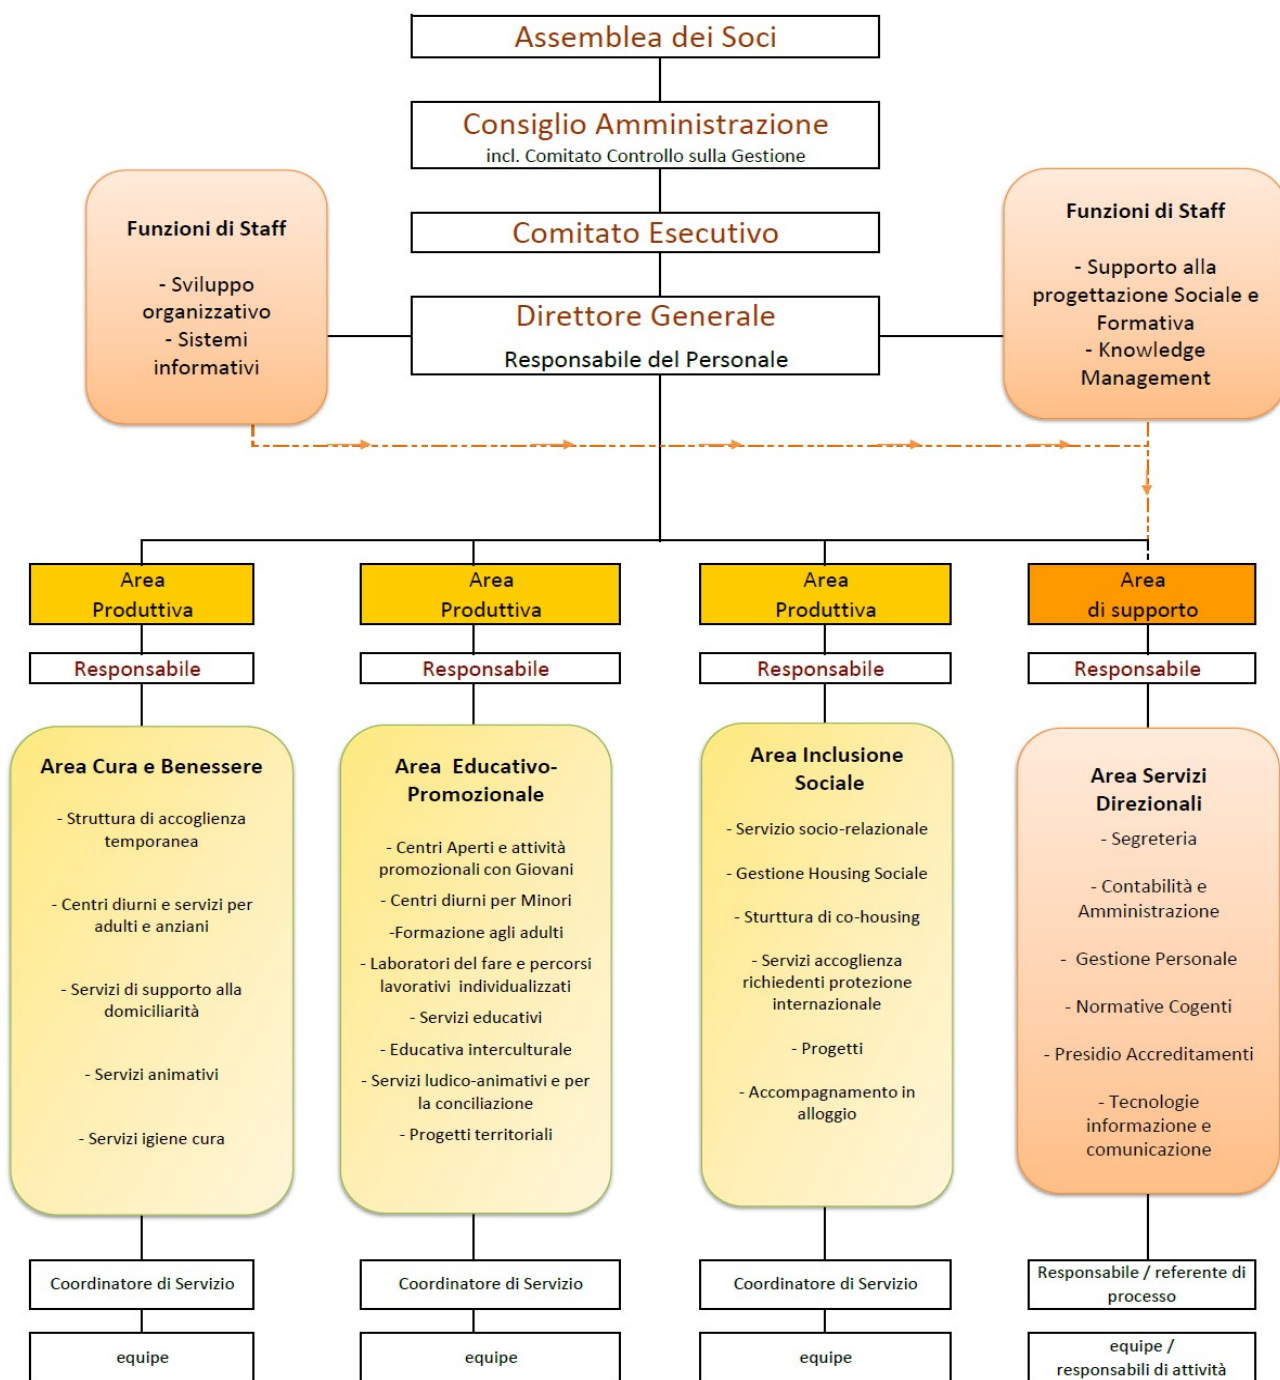 Assemblea dei Soci
Consiglio Amministrazione
incl. Comitato Controllo sulla Gestione
Funzioni di Staff
- Sviluppo
organizzativo
- Sistemi
informativi
Comitato Esecutivo
Direttore Generale
Responsabile del Personale
Funzioni di Staff
- Supporto alla
progettazione Sociale e
Formativa
- Knowledge
Management
Area
Produttiva
Responsabile
Area Cura e Benessere
- Struttura di accoglienza
temporanea
- Centri diurni e servizi per
adulti e anziani
- Servizi di supporto alla
domiciliarità
- Servizi animativi
- Servizi igiene cura
Coordinatore di Servizio
equipe
Area
Produttiva
Responsabile
Area Educativo-
Promozionale
- Centri Aperti e attività
promozionali con Giovani
- Centri diurni per Minori
-Formazione agli adulti
- Laboratori del fare e percorsi
lavorativi individualizzati
- Servizi educativi
- Educativa interculturale
- Servizi ludico-animativi e per
la conciliazione
- Progetti territoriali
Coordinatore di Servizio
equipe
Area
Produttiva
Responsabile
Area Inclusione
Sociale
- Servizio socio-relazionale
- Gestione Housing Sociale
- Sturttura di co-housing
- Servizi accoglienza
richiedenti protezione
internazionale
- Progetti
- Accompagnamento in
alloggio
Coordinatore di Servizio
equipe
Area
di supporto
Responsabile
Area Servizi
Direzionali
- Segreteria
- Contabilità e
Amministrazione
- Gestione Personale
- Normative Cogenti
- Presidio Accreditamenti
- Tecnologie
informazione e
comunicazione
Responsabile / referente di
processo
equipe /
responsabili di attività